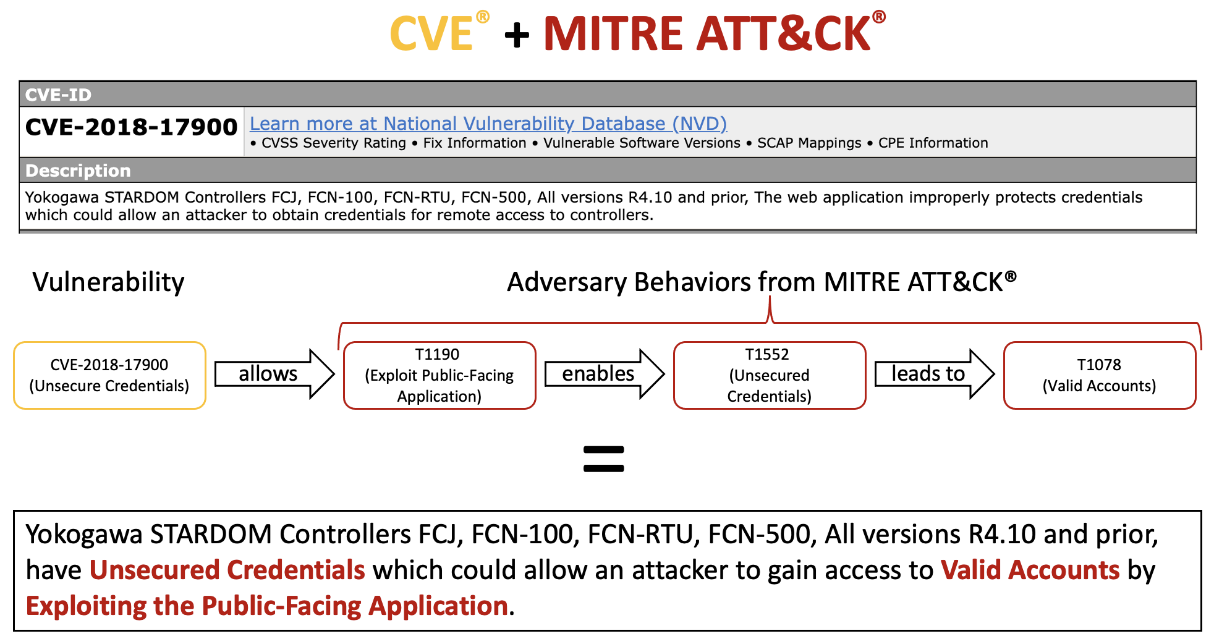 CVE® + MITRE ATT&CK®
CVE-ID
CVE-2018-17900
Learn more at National Vulnerability Database (NVD)
• CVSS Severity Rating • Fix Information • Vulnerable Software Versions • SCAP Mappings • CPE Information
Description
Yokogawa STARDOM Controllers FCJ, FCN-100, FCN-RTU, FCN-500, All versions R4.10 and prior, The web application improperly protects credentials
which could allow an attacker to obtain credentials for remote access to controllers.
Vulnerability
Adversary Behaviors from MITRE ATT&CK®
CVE-2018-17900
(Unsecure Credentials)
allows
T1190
(Exploit Public-Facing
Application)
enables
T1552
(Unsecured
Credentials)
leads to
T1078
(Valid Accounts)
=
Yokogawa STARDOM Controllers FCJ, FCN-100, FCN-RTU, FCN-500, All versions R4.10 and prior,
have Unsecured Credentials which could allow an attacker to gain access to Valid Accounts by
Exploiting the Public-Facing Application.